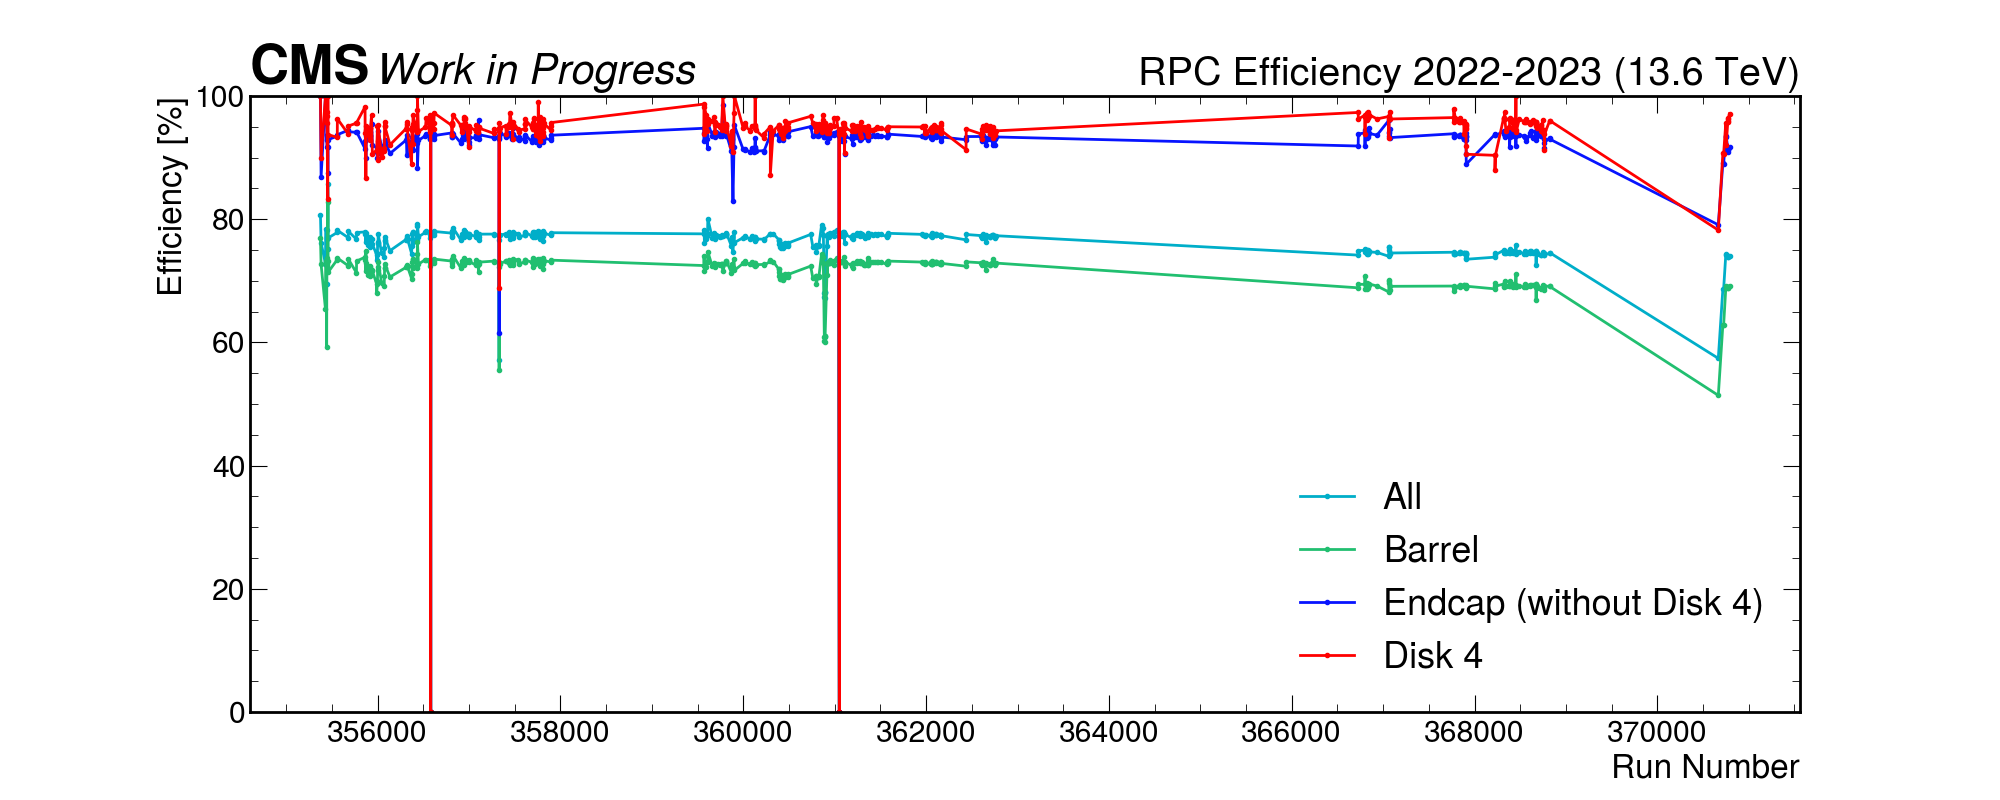 CMS Work in Progress
RPC Efficiency 2022-2023 (13.6 TeV)
Efficiency [%]
100
80
60
40
20
0
All
Barrel
Endcap (without Disk 4)
Disk 4
356000 358000 360000 362000 364000 366000 368000 370000
Run Number